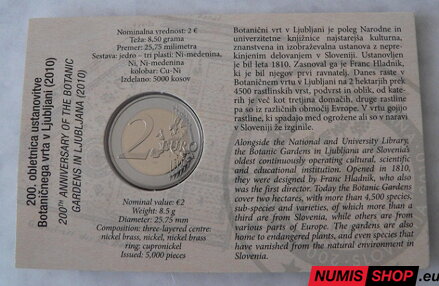 200. obletnica ustanovitve
Botaničnega vrta v Ljubljani (2010)
200TH ANNIVERSARY OF THE BOTANIC
GARDENS IN LJUBLJANA (2010)
Nominalna vrednost: 2 €
Teža: 8,50 grama
Premer: 25,75 milimetra
Sestava: jedro - tri plasti: Ni-medenina,
Ni, Ni-medenina
kolobar: Cu-Ni
Izdelano: 5000 kosov
2 EURO
Nominal value: €2
Weight: 8.5 g
Diameter: 25.75 mm
Composition: three-layered centre:
nickel brass, nickel, nickel brass
ring: cupronickel
Issued: 5,000 pieces
Botanični vrt v Ljubljani je poleg Narodne in
univerzitetne knjižnice najstarejša kulturna,
znanstvena in izobraževalna ustanova z nepre-
kinjenim delovanjem v Sloveniji. Ustanovljen
je bil leta 1810. Zasnoval ga je Franc Hladnik,
ki je bil njegov prvi ravnatelj. Danes raste v
Botaničnem vrtu v Ljubljani na 2 hektarjih prek
4500 rastlinskih vrst, podvrst in oblik, od kate-
rih je več kot tretjina domačih, druge rastline
pa so iz različnih območij Evrope. V vrtu gojijo
rastline, ki spadajo med ogrožene ali so v naravi
v Sloveniji že izginile.
Alongside the National and University Library,
the Botanic Gardens in Ljubljana are Slovenia's
oldest continuously operating cultural, scientific
and educational institution. Opened in 1810,
they were designed by Franc Hladnik, who also
was the first director. Today the Botanic Gardens
cover two hectares, with more than 4,500 species,
sub-species and varieties, of which more than a
third are from Slovenia, while others are from
various parts of Europe. The gardens are also
home to endangered plants, and even species that
have vanished from the natural environment in
Slovenia.
NUMIS SHOP.eu